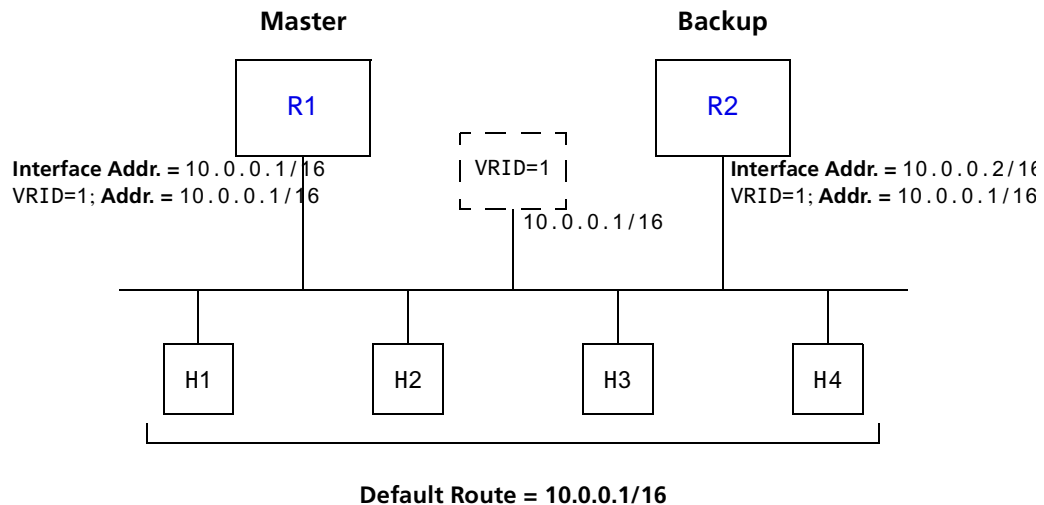 Master
Backup
R1
R2
VRID=1
Interface Addr. = 10.0.0.1/16
VRID=1; Addr. = 10.0.0.1/16
Interface Addr. = 10.0.0.2/16
VRID=1; Addr. = 10.0.0.1/16
10.0.0.1/16
H1
H2
H3
H4
Default Route = 10.0.0.1/16